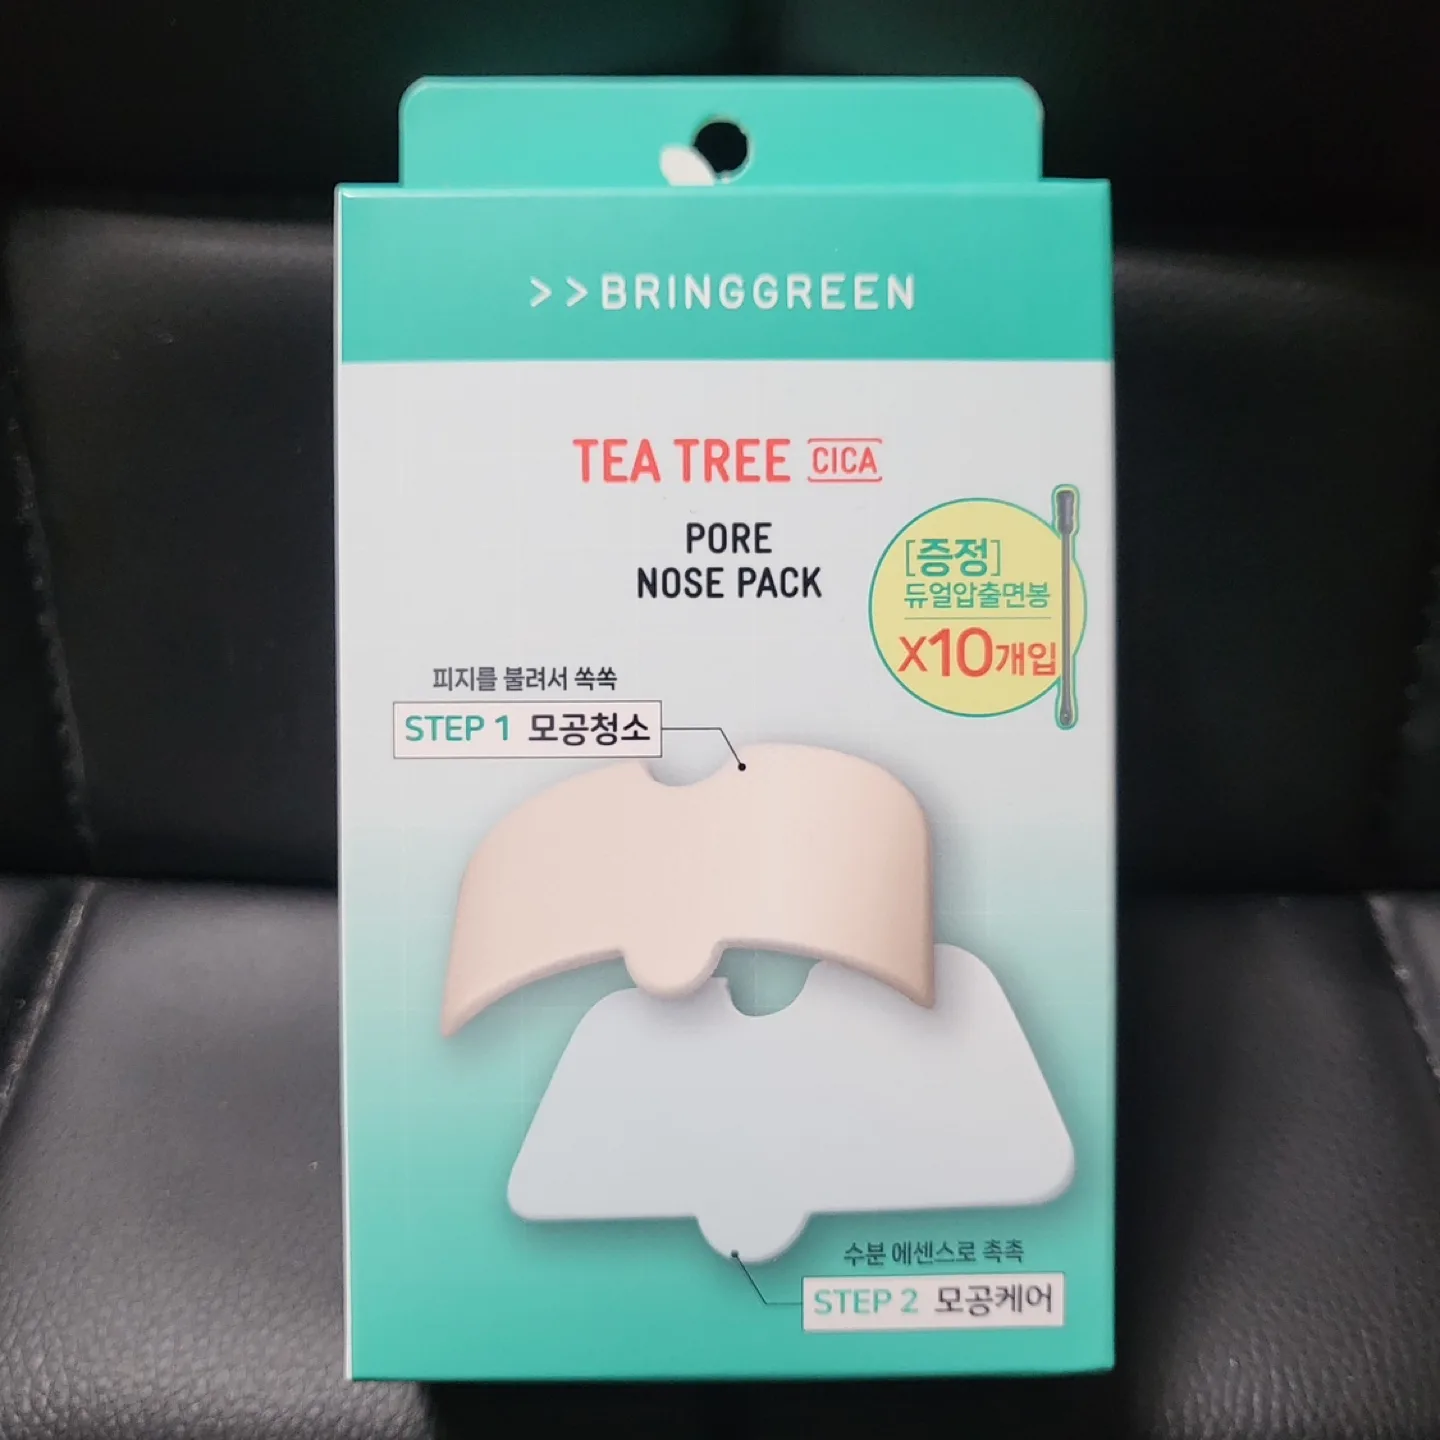 >>BRINGGREEN
TEA TREE CICA
PORE
NOSE PACK
[증정]
듀얼압출면봉
X10개입
피지를 불려서 쏙쏙
STEP 1 모공청소
수분 에센스로 촉촉
STEP 2 모공케어